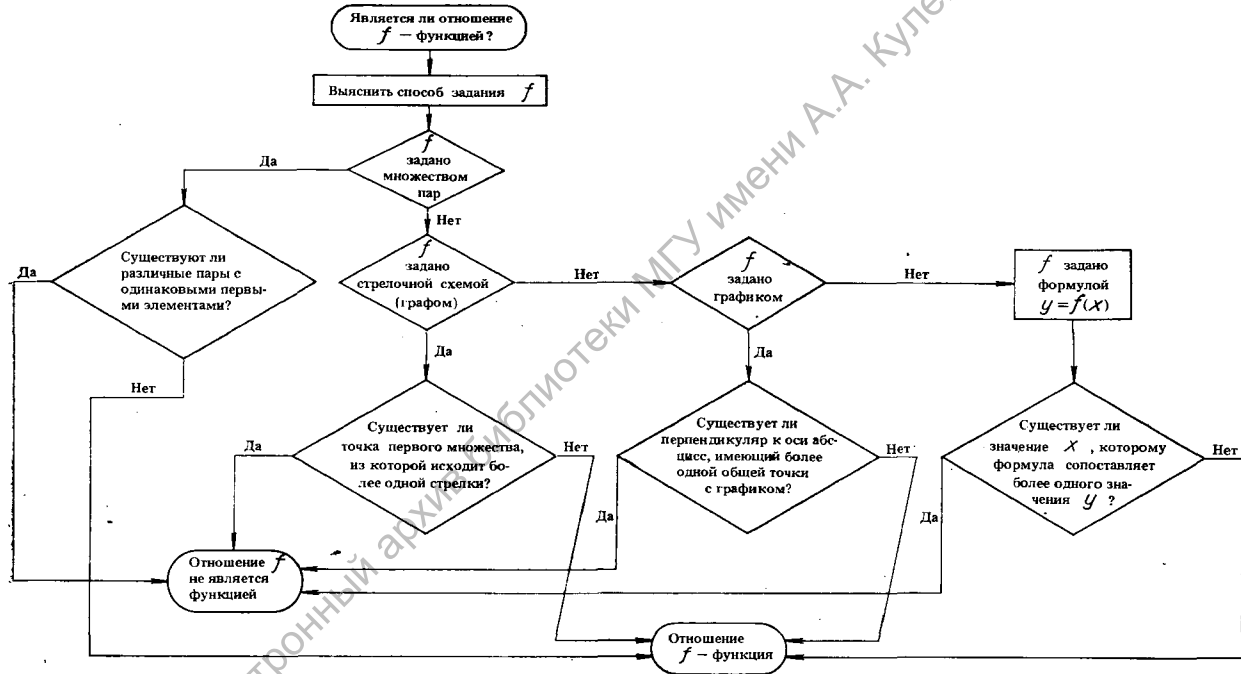 Является ли отношение
f — функцией?
Выяснить способ задания f
f
задано
множеством
пар
Да
Нет
Существуют ли
различные пары с
одинаковыми первы-
ми элементами?
Да
Нет
f
задано
стрелочной схемой
(графом)
Нет
Да
f
задано
графиком
Нет
Да
f задано
формулой
y = f(x)
Существует ли
точка первого множества,
из которой исходит бо-
лее одной стрелки?
Да
Нет
Существует ли
перпендикуляр к оси абс-
цисс, имеющий более
одной общей точки
с графиком?
Да
Нет
Существует ли
значение x , которому
формула сопоставляет
более одного зна-
чения y ?
Да
Нет
Отношение f
не является
функцией
Отношение
f — функция
тронный архив библиотеки МГУ имени А.А. Куле